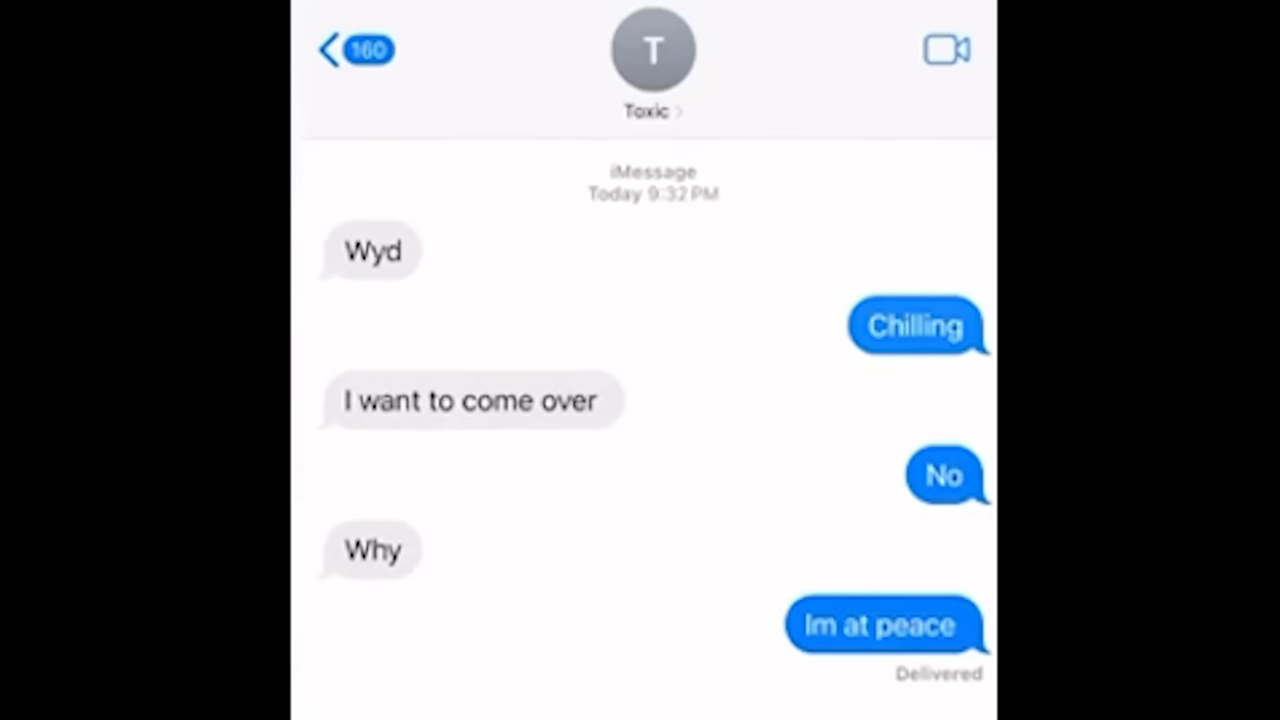 160
T
Toxic
iMessage
Today 9:32 PM
Wyd
Chilling
I want to come over
No
Why
Im at peace
Delivered